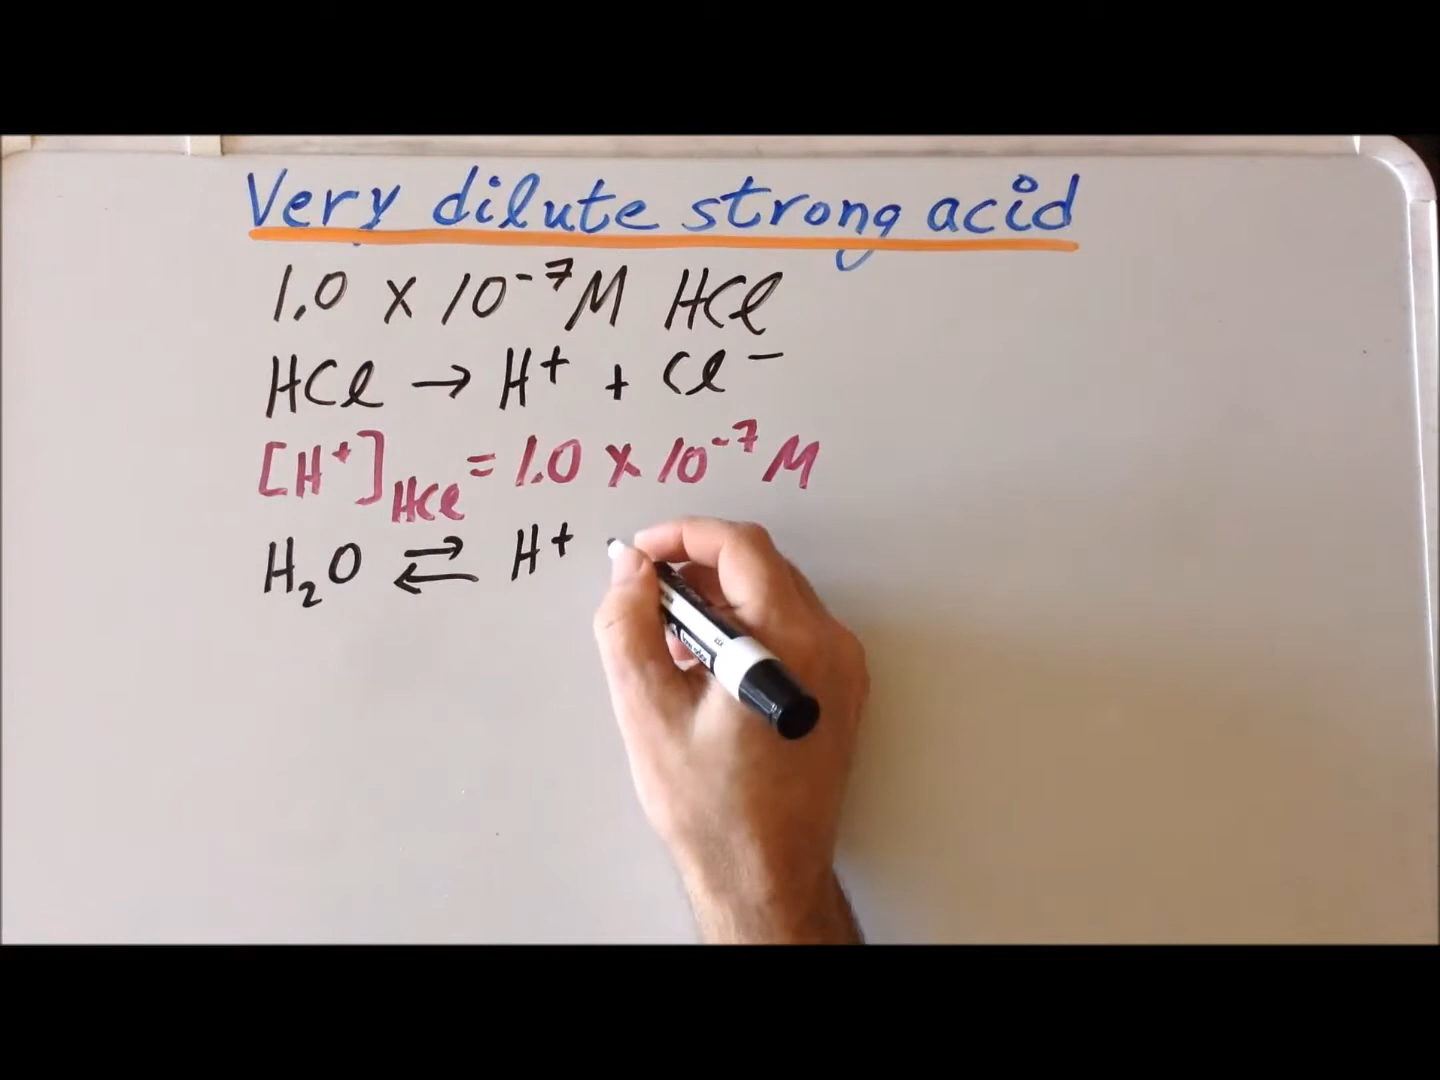 Very dilute strong acid
1.0 x 10⁻⁷ M HCl
HCl → H⁺ + Cl⁻
[H⁺]HCl = 1.0 x 10⁻⁷ M
H₂O ⇄ H⁺